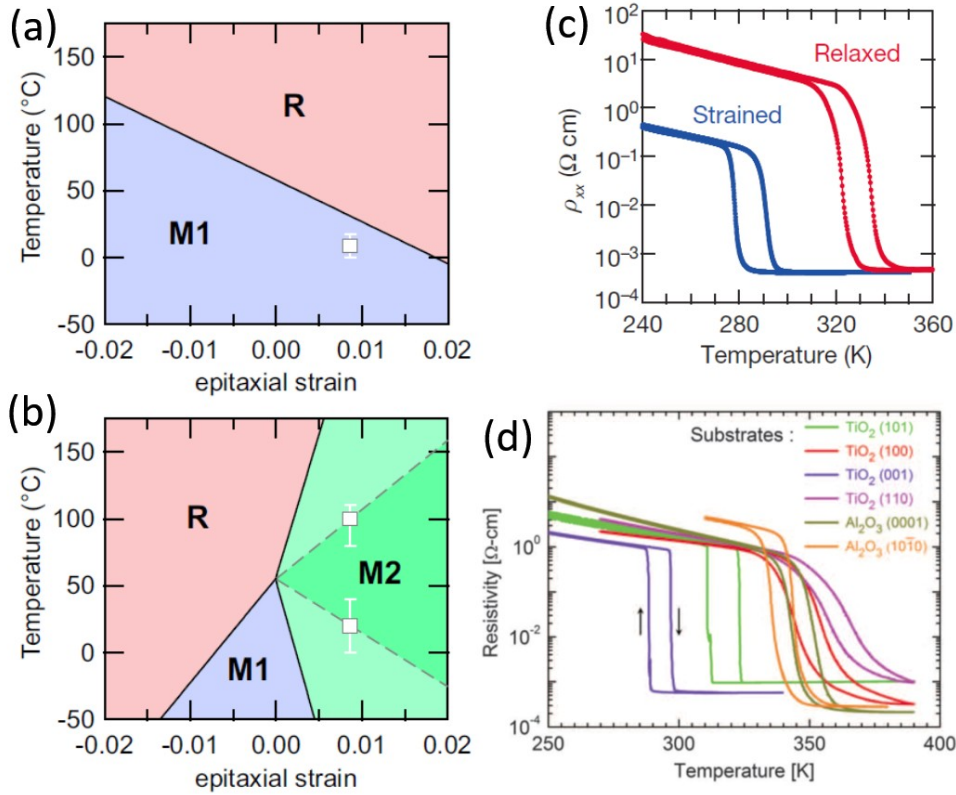 (a)
150
100
50
0
-50
Temperature (°C)
R
M1
-0.02 -0.01 0.00 0.01 0.02
epitaxial strain
(b)
150
100
50
0
-50
Temperature (°C)
R
M2
M1
-0.02 -0.01 0.00 0.01 0.02
epitaxial strain
(c)
10²
10¹
10⁰
10⁻¹
10⁻²
10⁻³
10⁻⁴
ρxx (Ω cm)
Relaxed
Strained
240 280 320 360
Temperature (K)
(d)
Substrates :
TiO₂ (101)
TiO₂ (100)
TiO₂ (001)
TiO₂ (110)
Al₂O₃ (0001)
Al₂O₃ (101̄0)
10⁰
10⁻²
10⁻⁴
Resistivity [Ω-cm]
250 300 350 400
Temperature [K]